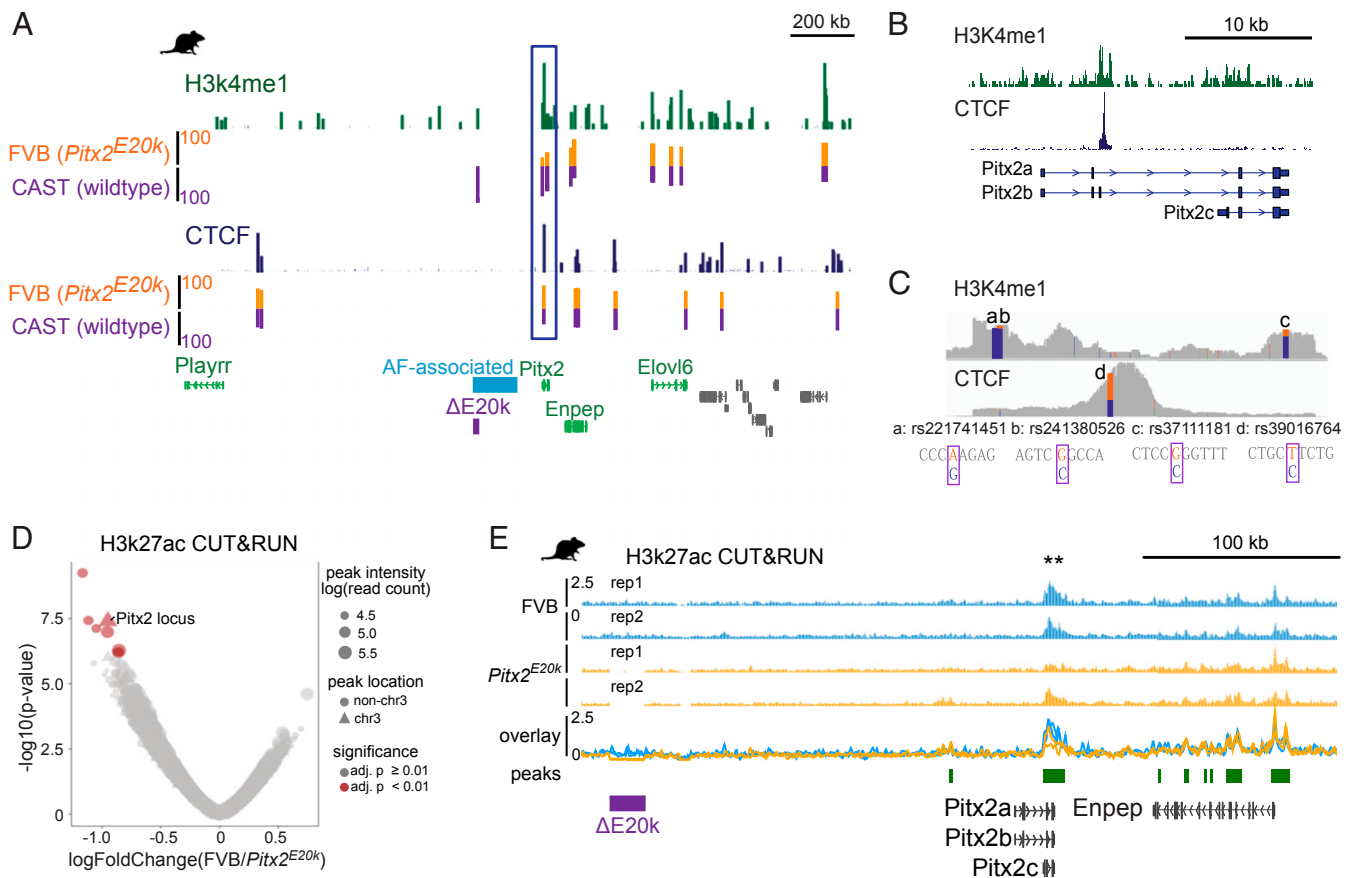 A
200 kb
H3k4me1
FVB (Pitx2E20k)
100
CAST (wildtype)
100
CTCF
FVB (Pitx2E20k)
100
CAST (wildtype)
100
Playrr
AF-associated
Pitx2
Elovl6
ΔE20k
Enpep
B
10 kb
H3K4me1
CTCF
Pitx2a
Pitx2b
Pitx2c
C
H3K4me1
ab
c
CTCF
d
a: rs221741451 b: rs241380526 c: rs37111181 d: rs39016764
CCCAAGAG AGTCGGCCA CTCCGGGTTT CTGCTTCTG
G C C C
D
H3k27ac CUT&RUN
Pitx2 locus
7.5
5.0
2.5
0
-log10(p-value)
-1.0 -0.5 0 0.5
logFoldChange(FVB/Pitx2E20k)
peak intensity
log(read count)
4.5
5.0
5.5
peak location
non-chr3
chr3
significance
adj. p ≥ 0.01
adj. p < 0.01
E
H3k27ac CUT&RUN
**
100 kb
FVB
2.5
rep1
0
rep2
Pitx2E20k
rep1
rep2
overlay
2.5
0
peaks
ΔE20k
Pitx2a
Enpep
Pitx2b
Pitx2c